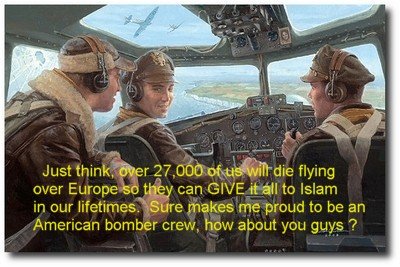 Just think, over 27,000 of us will die flying
over Europe so they can GIVE it all to Islam
in our lifetimes.  Sure makes me proud to be an
American bomber crew, how about you guys ?